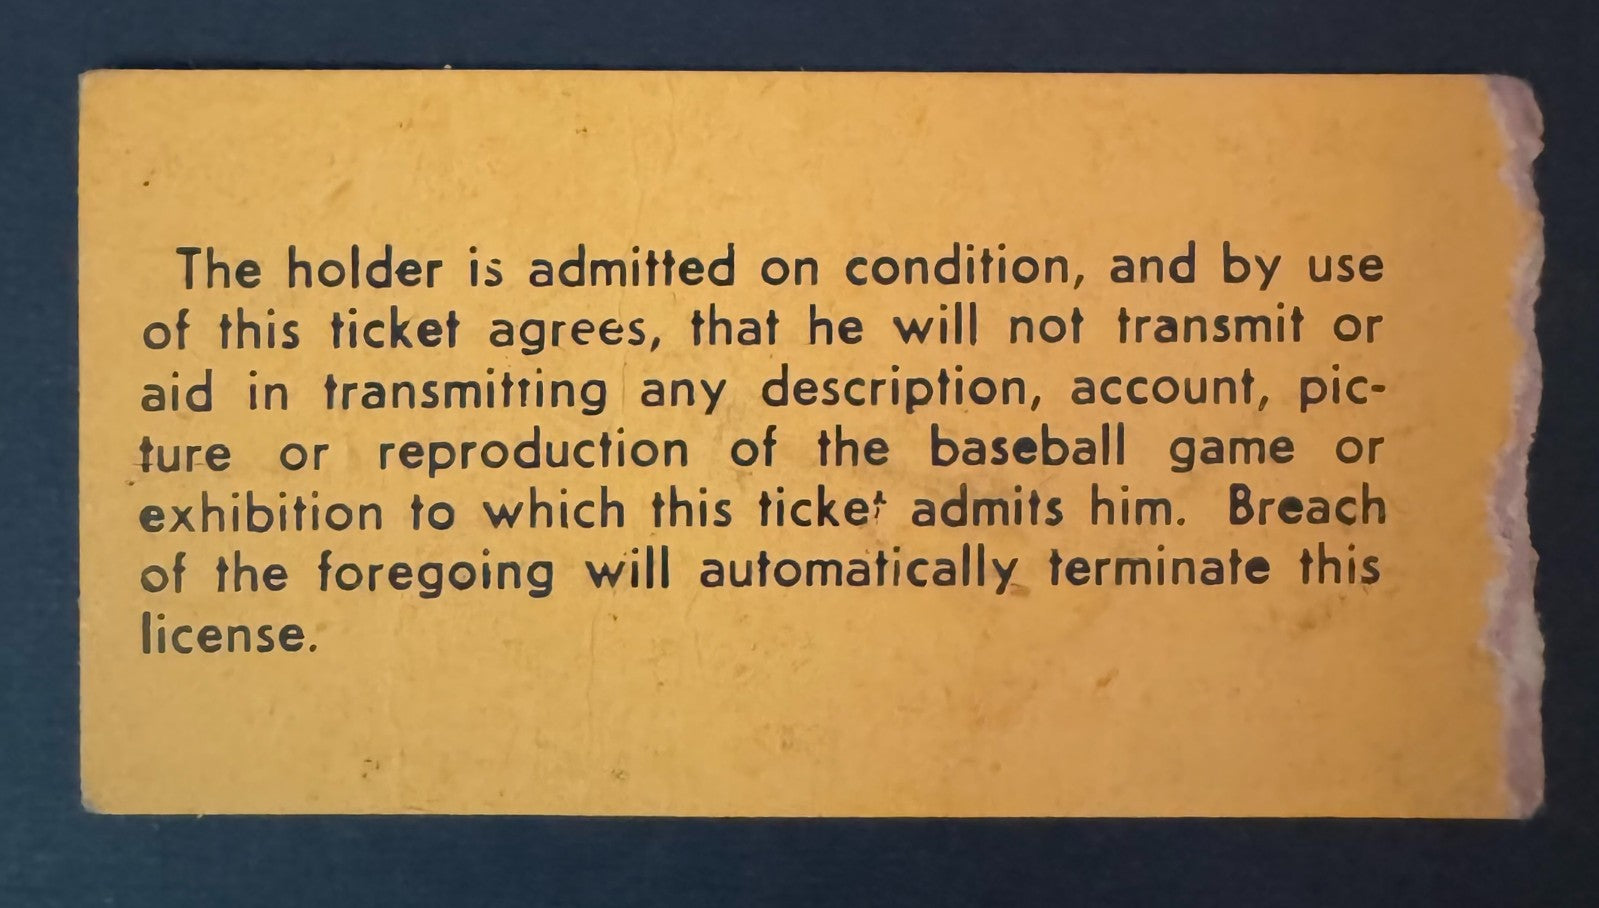 The holder is admitted on condition, and by use
of this ticket agrees, that he will not transmit or
aid in transmitting any description, account, pic-
ture or reproduction of the baseball game or
exhibition to which this ticket admits him. Breach
of the foregoing will automatically terminate this
license.